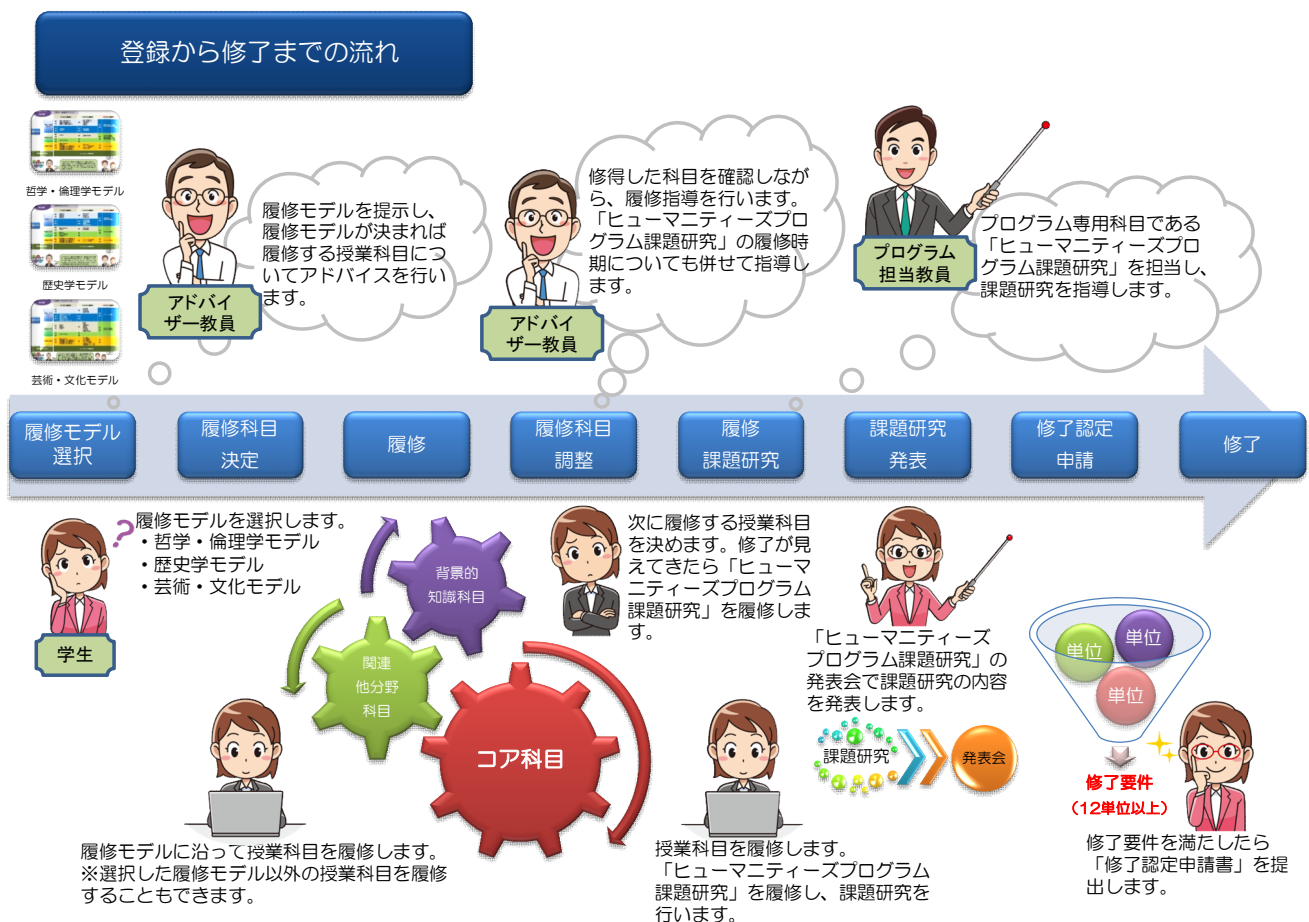 登録から修了までの流れ
哲学・倫理学モデル
歴史学モデル
芸術・文化モデル
アドバイ
ザー教員
履修モデルを提示し、
履修モデルが決まれば
履修する授業科目につ
いてアドバイスを行い
ます。
アドバイ
ザー教員
修得した科目を確認しなが
ら、履修指導を行います。
「ヒューマニティーズプロ
グラム課題研究」の履修時
期についても併せて指導し
ます。
プログラム
担当教員
プログラム専用科目である
「ヒューマニティーズプロ
グラム課題研究」を担当し、
課題研究を指導します。
履修モデル
選択
履修科目
決定
履修
履修科目
調整
履修
課題研究
課題研究
発表
修了認定
申請
修了
?
学生
履修モデルを選択します。
・哲学・倫理学モデル
・歴史学モデル
・芸術・文化モデル
背景的
知識科目
関連
他分野
科目
コア科目
履修モデルに沿って授業科目を履修します。
※選択した履修モデル以外の授業科目を履修
することもできます。
次に履修する授業科目
を決めます。修了が見
えてきたら「ヒューマ
ニティーズプログラム
課題研究」を履修しま
す。
授業科目を履修します。
「ヒューマニティーズプログラム
課題研究」を履修し、課題研究を
行います。
「ヒューマニティーズ
プログラム課題研究」の
発表会で課題研究の内容
を発表します。
課題研究
発表会
単位
単位
単位
修了要件
（12単位以上）
修了要件を満たしたら
「修了認定申請書」を提
出します。